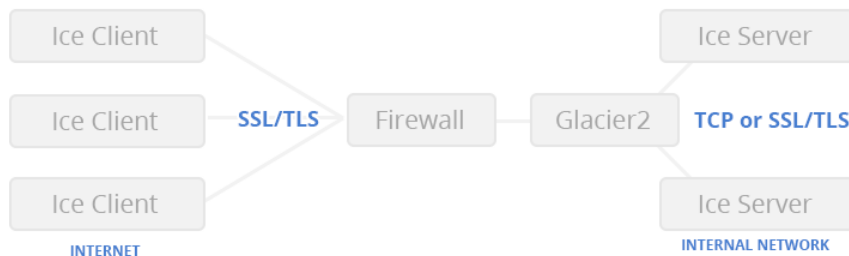 Ice Client
Ice Server
Ice Client
SSL/TLS
Firewall
Glacier2
TCP or SSL/TLS
Ice Client
Ice Server
INTERNET
INTERNAL NETWORK